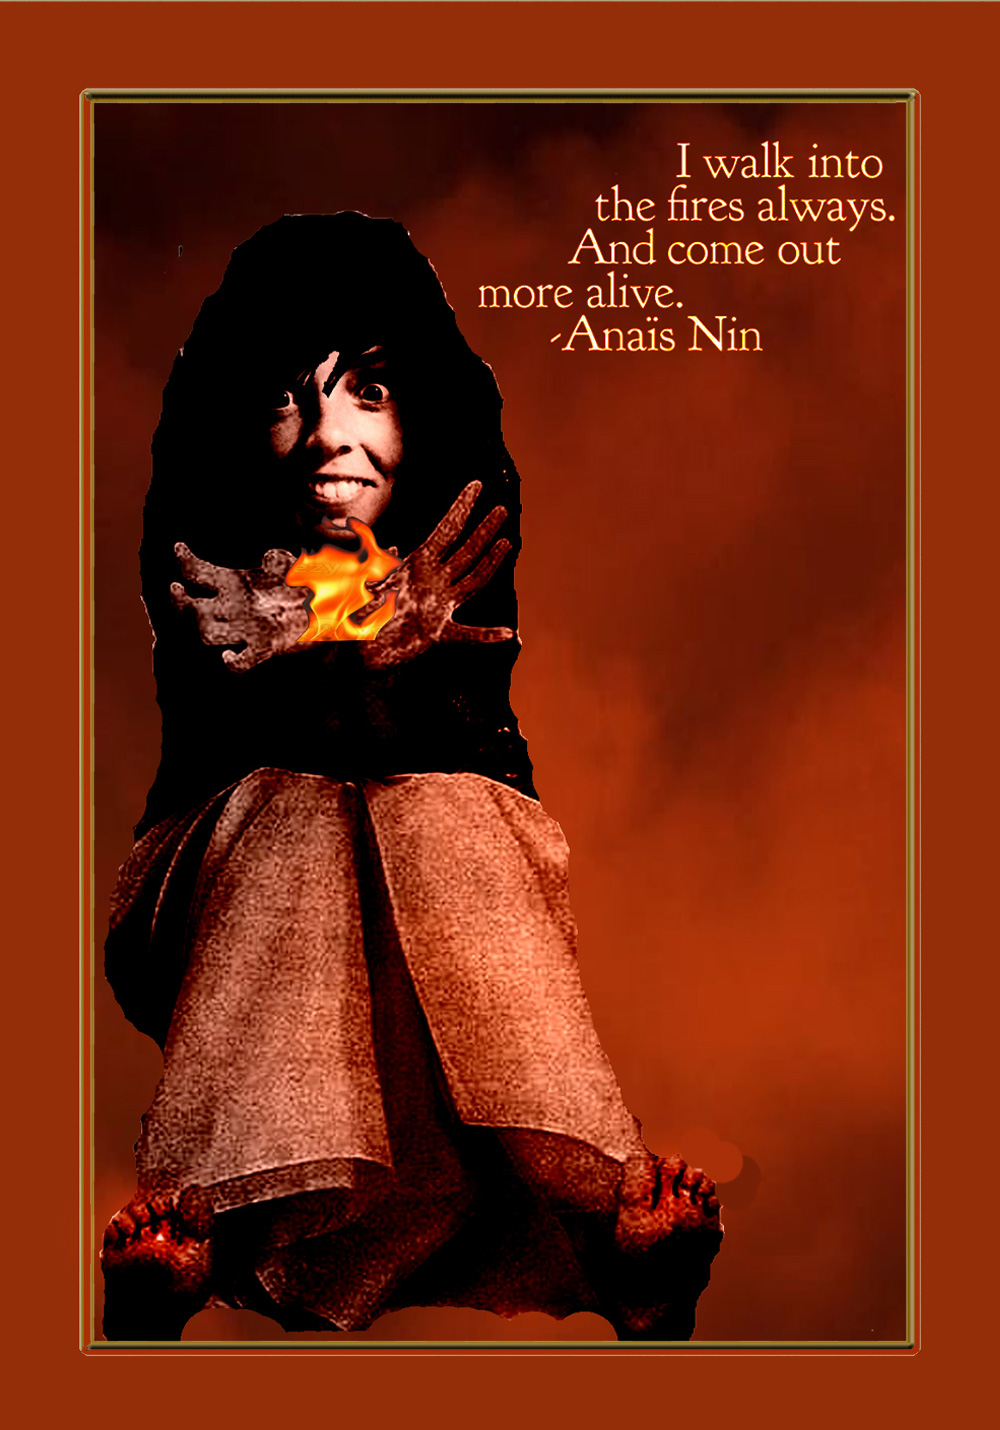 I walk into
the fires always.
And come out
more alive.
-Anaïs Nin